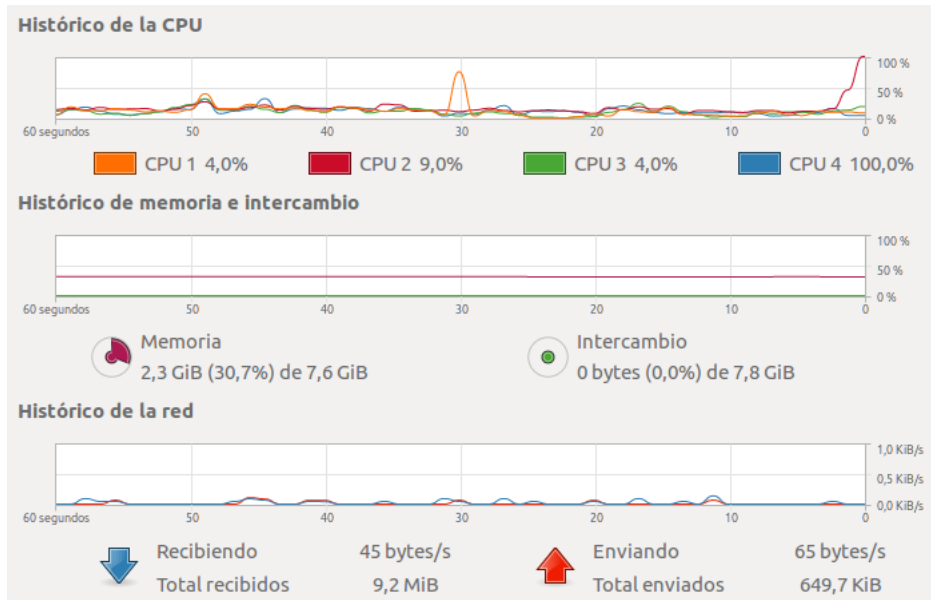 Histórico de la CPU
100 %
50 %
0 %
60 segundos 50 40 30 20 10 0
CPU 1 4,0% CPU 2 9,0% CPU 3 4,0% CPU 4 100,0%
Histórico de memoria e intercambio
100 %
50 %
0 %
60 segundos 50 40 30 20 10 0
Memoria Intercambio
2,3 GiB (30,7%) de 7,6 GiB 0 bytes (0,0%) de 7,8 GiB
Histórico de la red
1,0 KiB/s
0,5 KiB/s
0,0 KiB/s
60 segundos 50 40 30 20 10 0
Recibiendo 45 bytes/s Enviando 65 bytes/s
Total recibidos 9,2 MiB Total enviados 649,7 KiB